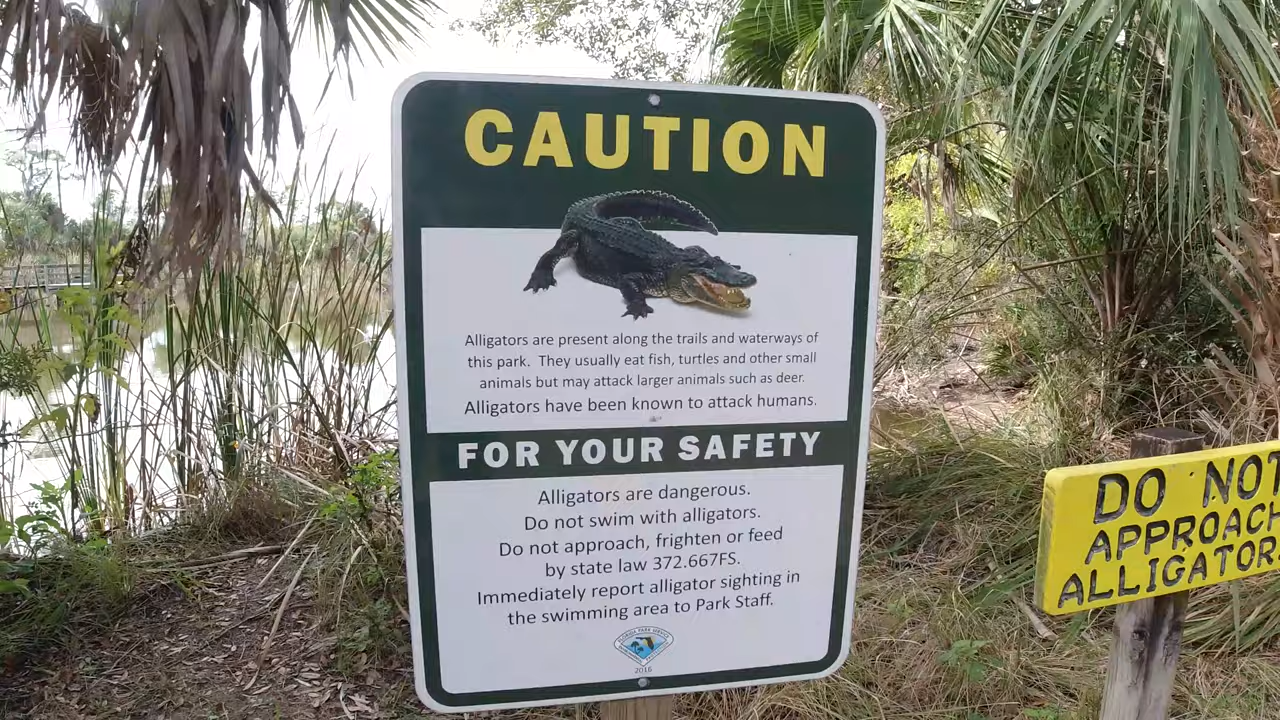 CAUTION
Alligators are present along the trails and waterways of
this park. They usually eat fish, turtles and other small
animals but may attack larger animals such as deer.
Alligators have been known to attack humans.
FOR YOUR SAFETY
Alligators are dangerous.
Do not swim with alligators.
Do not approach, frighten or feed
by state law 372.667FS.
Immediately report alligator sighting in
the swimming area to Park Staff.
FLORIDA PARK SERVICE
2016
DO NOT
APPROACH
ALLIGATOR